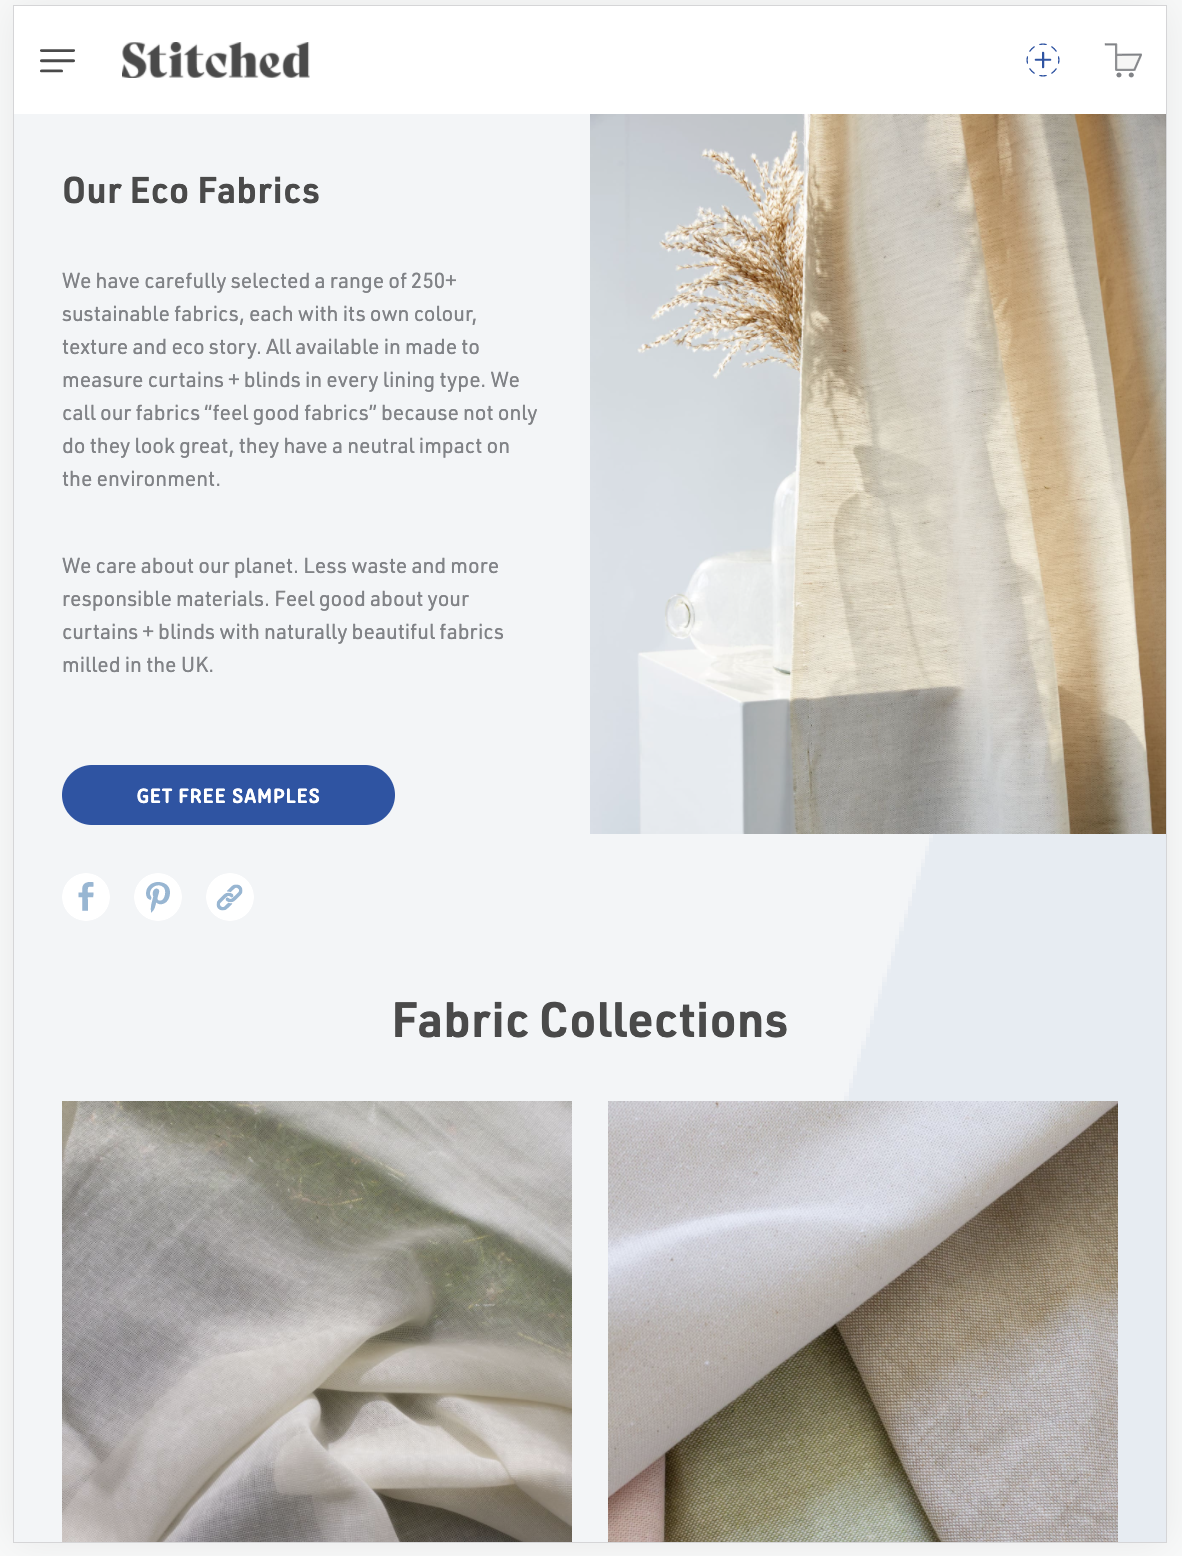 Stitched
Our Eco Fabrics
We have carefully selected a range of 250+
sustainable fabrics, each with its own colour,
texture and eco story. All available in made to
measure curtains + blinds in every lining type. We
call our fabrics “feel good fabrics” because not only
do they look great, they have a neutral impact on
the environment.
We care about our planet. Less waste and more
responsible materials. Feel good about your
curtains + blinds with naturally beautiful fabrics
milled in the UK.
GET FREE SAMPLES
Fabric Collections